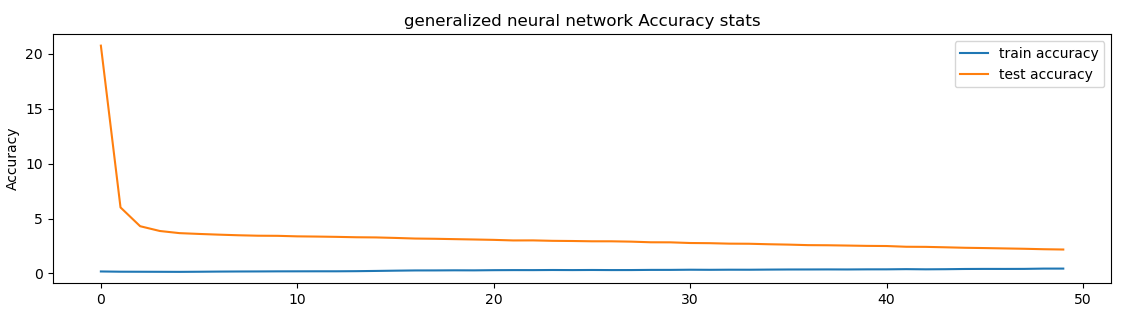 generalized neural network Accuracy stats
train accuracy
test accuracy
Accuracy
20
15
10
5
0
0 10 20 30 40 50